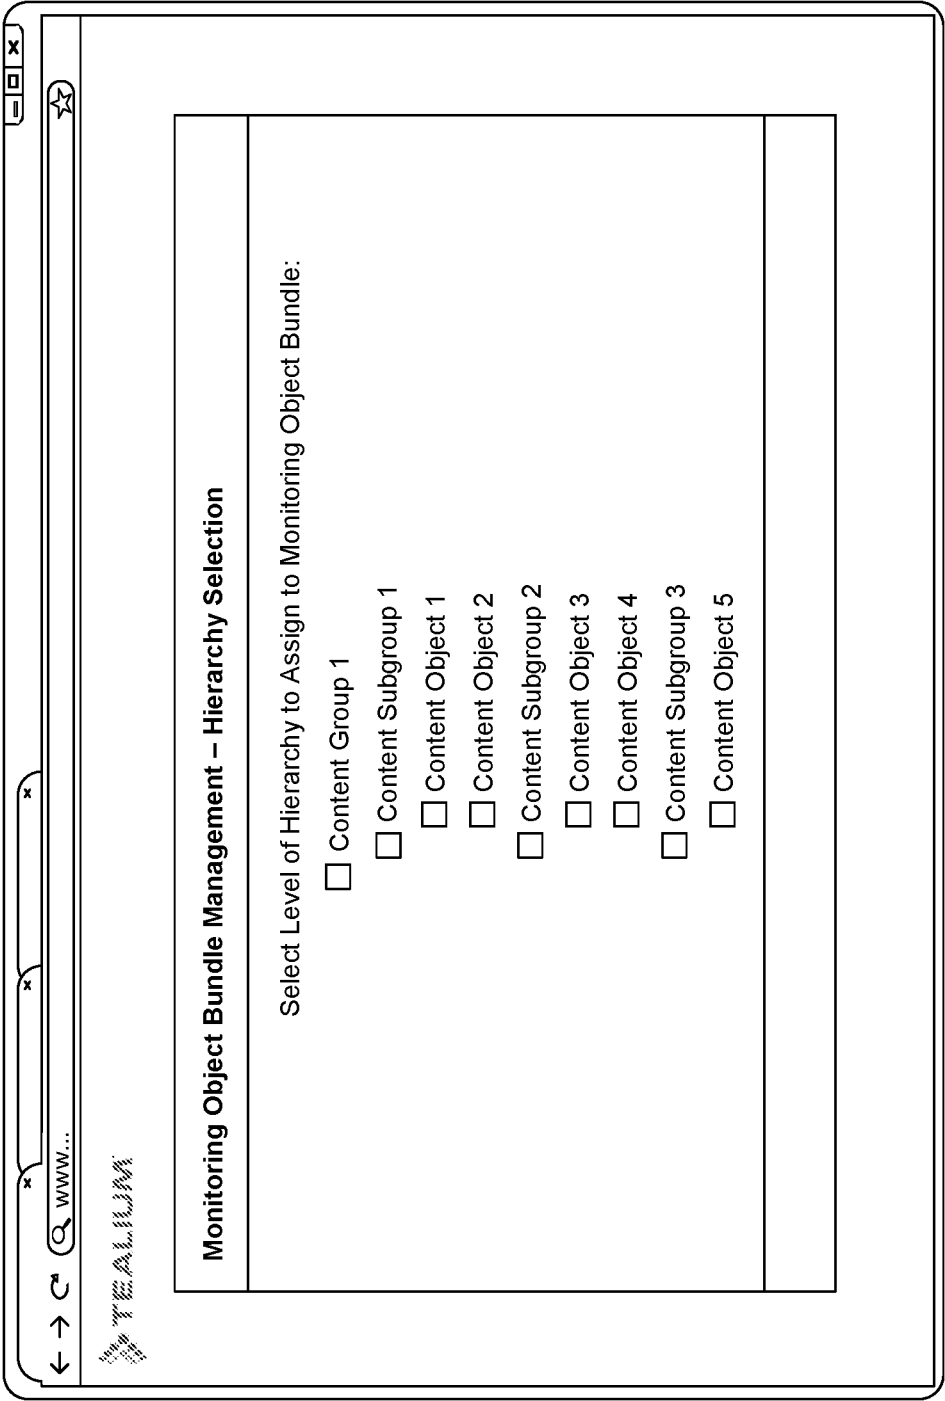 www...
TEALIUM
Monitoring Object Bundle Management – Hierarchy Selection
Select Level of Hierarchy to Assign to Monitoring Object Bundle:
Content Group 1
Content Subgroup 1
Content Object 1
Content Object 2
Content Subgroup 2
Content Object 3
Content Object 4
Content Subgroup 3
Content Object 5